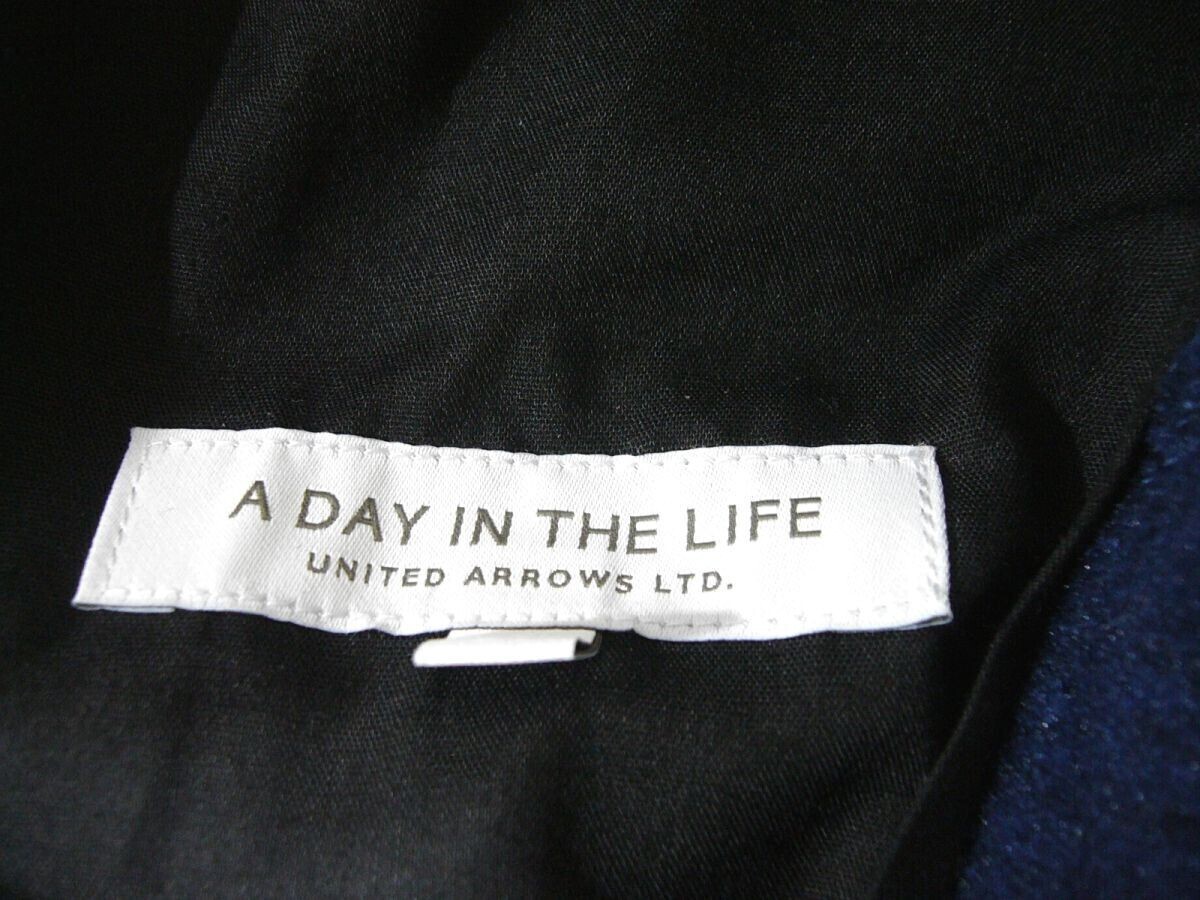 A DAY IN THE LIFE
UNITED ARROWS LTD.